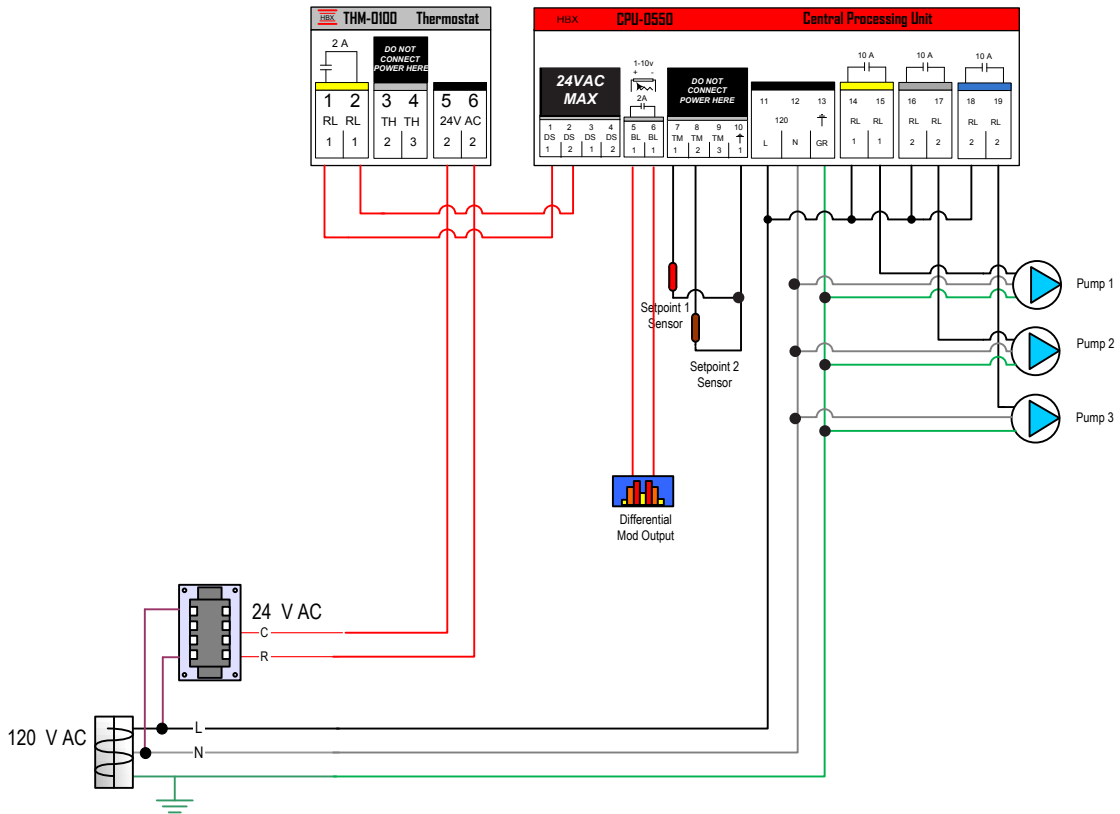 HBX THM-0100 Thermostat
2 A
DO NOT
CONNECT
POWER HERE
1 2 3 4 5 6
RL RL TH TH 24V AC
1 1 2 3 2 2
HBX CPU-0550 Central Processing Unit
24VAC
MAX
1-10v
+ -
2A
DO NOT
CONNECT
POWER HERE
10 A 10 A 10 A
1 2 3 4 5 6 7 8 9 10 11 12 13 14 15 16 17 18 19
DS DS DS DS BL BL TM TM TM 120 RL RL RL RL RL RL
1 2 1 2 1 1 1 2 3 1 L N GR 1 1 2 2 2 2
Pump 1
Setpoint 1
Sensor
Pump 2
Setpoint 2
Sensor
Pump 3
Differential
Mod Output
24 V AC
C
R
120 V AC
L
N